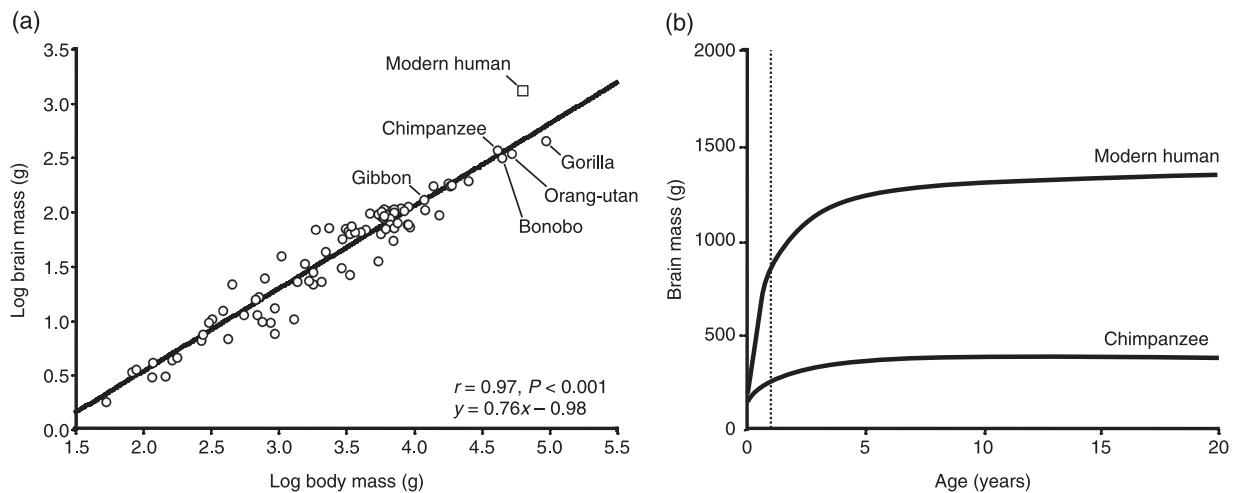 (a)
3.5
3.0
2.5
2.0
1.5
1.0
0.5
0.0
Log brain mass (g)
Modern human
Chimpanzee
Gibbon
Gorilla
Orang-utan
Bonobo
r = 0.97, P < 0.001
y = 0.76x – 0.98
1.5 2.0 2.5 3.0 3.5 4.0 4.5 5.0 5.5
Log body mass (g)
(b)
2000
1500
1000
500
0
Brain mass (g)
Modern human
Chimpanzee
0 5 10 15 20
Age (years)